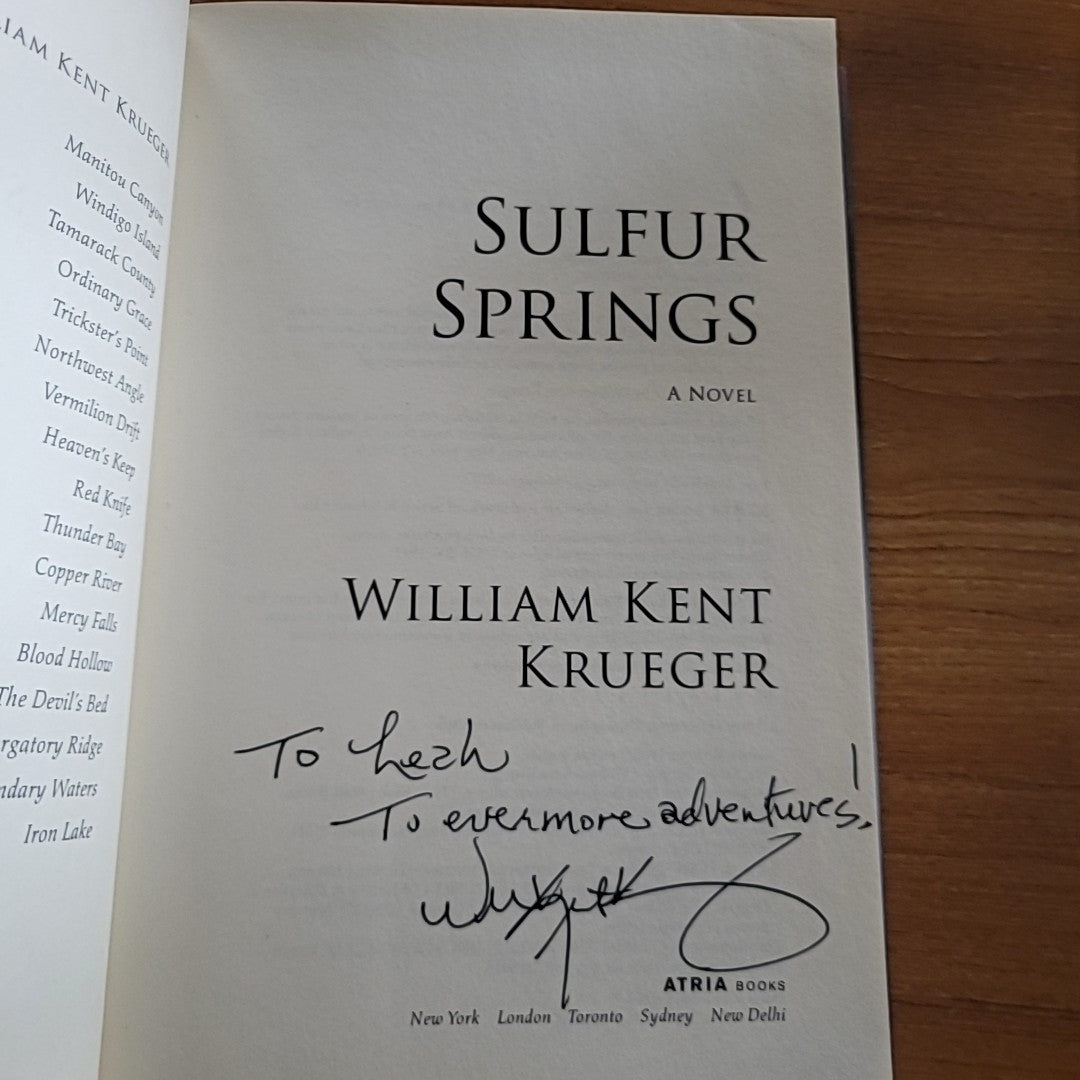 LIAM KENT KRUEGER
Manitou Canyon
Windigo Island
Tamarack County
Ordinary Grace
Trickster's Point
Northwest Angle
Vermilion Drift
Heaven's Keep
Red Knife
Thunder Bay
Copper River
Mercy Falls
Blood Hollow
The Devil's Bed
rgatory Ridge
ndary Waters
Iron Lake
SULFUR
SPRINGS
A NOVEL
WILLIAM KENT
KRUEGER
To Leah
To evermore adventures!
ATRIA BOOKS
New York London Toronto Sydney New Delhi